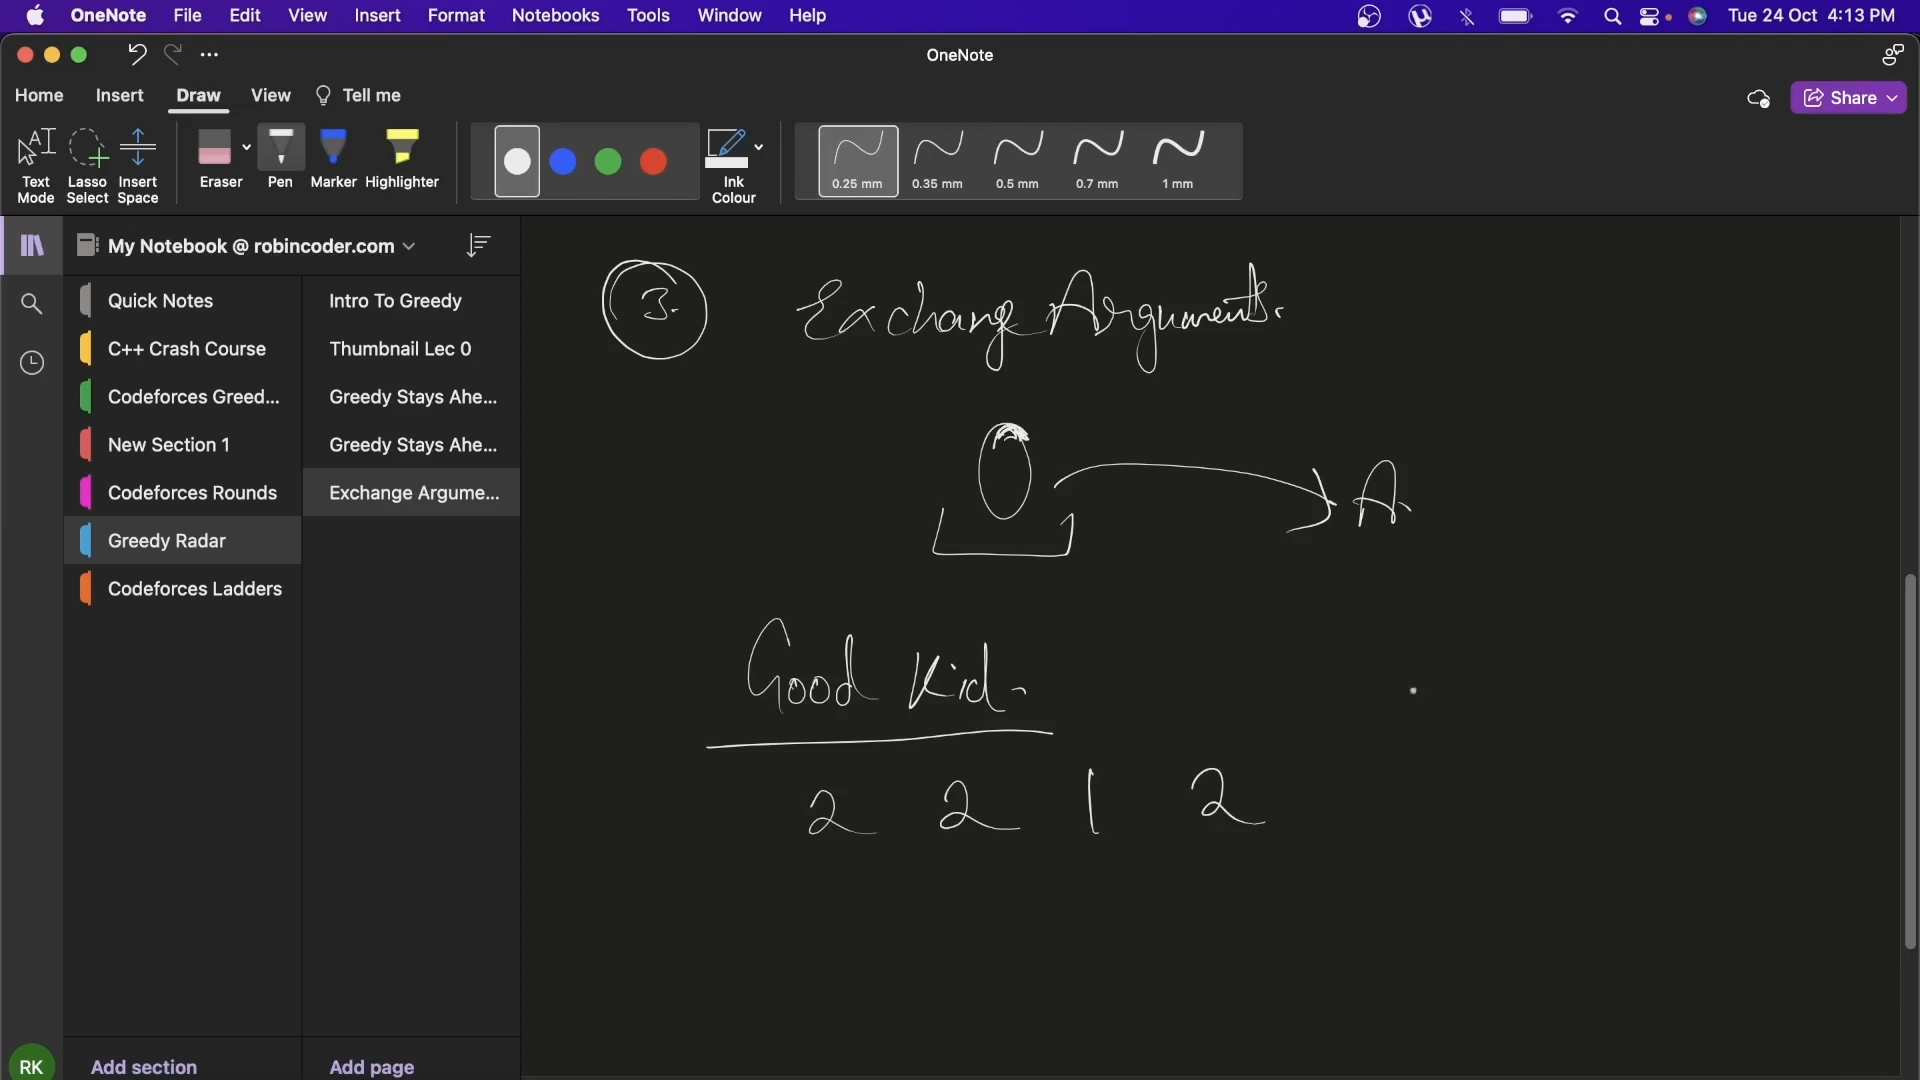 OneNote File Edit View Insert Format Notebooks Tools Window Help Tue 24 Oct 4:13 PM
OneNote
Home Insert Draw View Tell me Share
Text Mode Lasso Select Insert Space Eraser Pen Marker Highlighter Ink Colour 0.25 mm 0.35 mm 0.5 mm 0.7 mm 1 mm
My Notebook @ robincoder.com
Quick Notes Intro To Greedy
C++ Crash Course Thumbnail Lec 0
Codeforces Greed... Greedy Stays Ahe...
New Section 1 Greedy Stays Ahe...
Codeforces Rounds Exchange Argume...
Greedy Radar
Codeforces Ladders
Add section Add page
RK
3. Exchange Arguments.
A
Good Kid
2 2 1 2